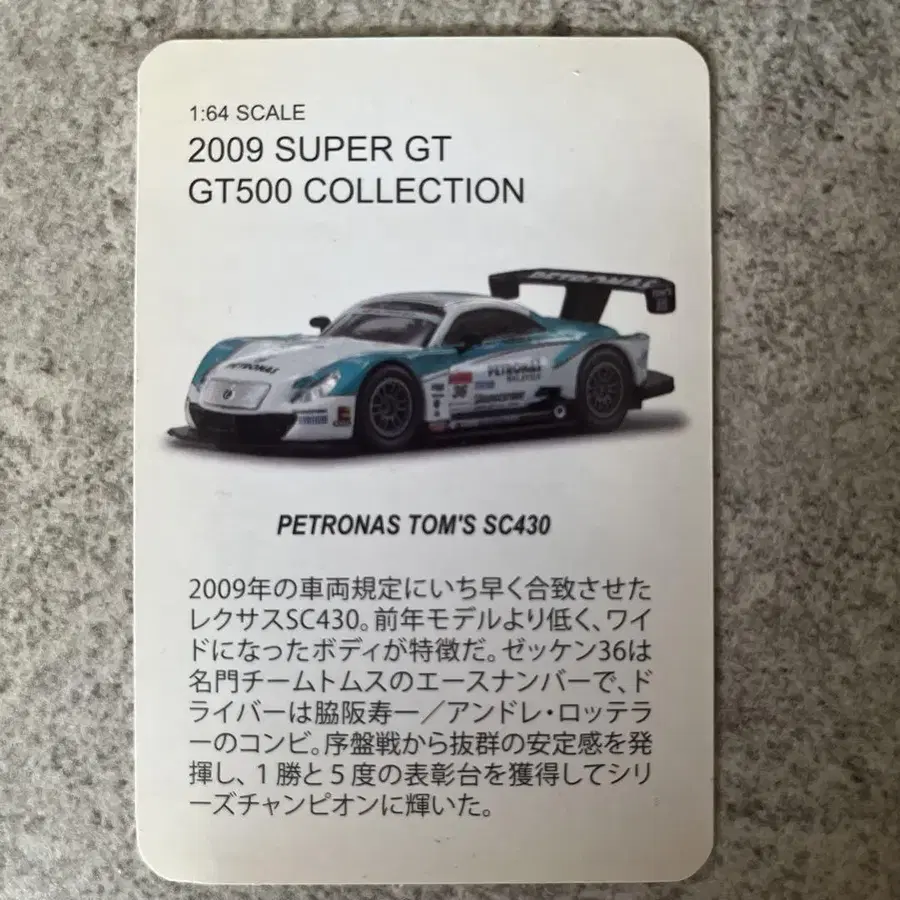 1:64 SCALE
2009 SUPER GT
GT500 COLLECTION
PETRONAS
PETRONAS
PETRONAS
MALAYSIA
36
PETRONAS TOM'S SC430
2009年の車両規定にいち早く合致させた
レクサスSC430。前年モデルより低く、ワイ
ドになったボディが特徴だ。ゼッケン36は
名門チームトムスのエースナンバーで、ド
ライバーは脇阪寿一／アンドレ・ロッテラ
ーのコンビ。序盤戦から抜群の安定感を発
揮し、1勝と5度の表彰台を獲得してシリ
ーズチャンピオンに輝いた。